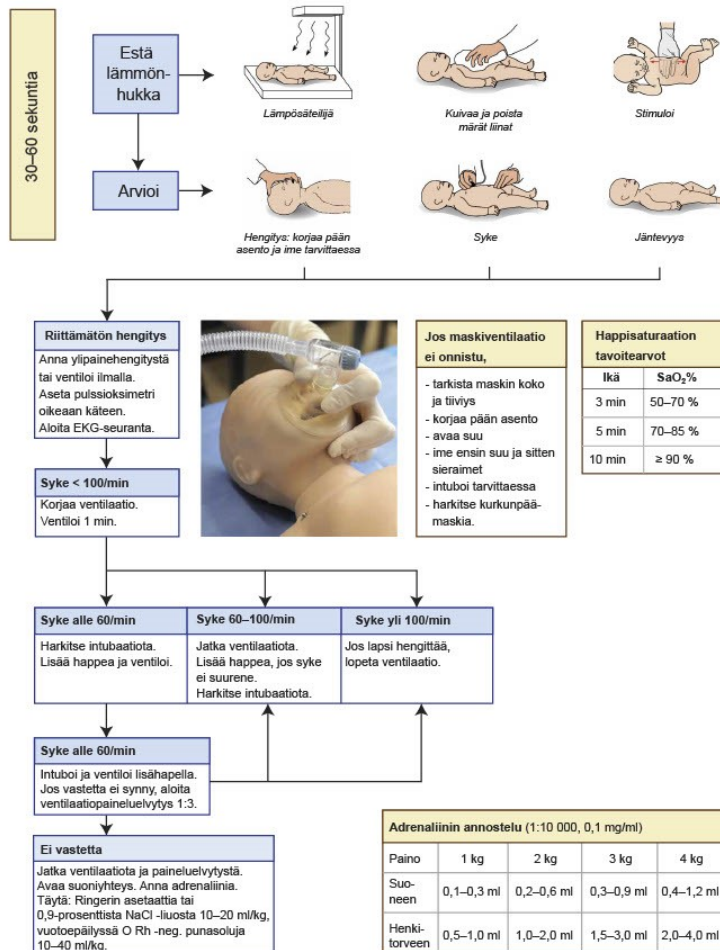 30–60 sekuntia
Estä
lämmön-
hukka
Lämpösäteilijä
Kuivaa ja poista
märät liinat
Stimuloi
Arvioi
Hengitys: korjaa pään
asento ja ime tarvittaessa
Syke
Jäntevyys
Riittämätön hengitys
Anna ylipainehengitystä
tai ventiloi ilmalla.
Aseta pulssioksimetri
oikeaan käteen.
Aloita EKG-seuranta.
Jos maskiventilaatio
ei onnistu,
- tarkista maskin koko
ja tiiviys
- korjaa pään asento
- avaa suu
- ime ensin suu ja sitten
sieraimet
- intuboi tarvittaessa
- harkitse kurkunpää-
maskia.
Happisaturaation
tavoitearvot
Ikä SaO₂%
3 min 50–70 %
5 min 70–85 %
10 min ≥ 90 %
Syke < 100/min
Korjaa ventilaatio.
Ventiloi 1 min.
Syke alle 60/min
Harkitse intubaatiota.
Lisää happea ja ventiloi.
Syke 60–100/min
Jatka ventilaatiota.
Lisää happea, jos syke
ei suurene.
Harkitse intubaatiota.
Syke yli 100/min
Jos lapsi hengittää,
lopeta ventilaatio.
Syke alle 60/min
Intuboi ja ventiloi lisähapella.
Jos vastetta ei synny, aloita
ventilaatiopaineluelvytys 1:3.
Ei vastetta
Jatka ventilaatiota ja paineluelvytystä.
Avaa suoniyhteys. Anna adrenaliinia.
Täytä: Ringerin asetaattia tai
0,9-prosenttista NaCl -liuosta 10–20 ml/kg,
vuotoepäilyssä O Rh -neg. punasoluja
10–40 ml/kg.
Adrenaliinin annostelu (1:10 000, 0,1 mg/ml)
Paino 1 kg 2 kg 3 kg 4 kg
Suo-
neen 0,1–0,3 ml 0,2–0,6 ml 0,3–0,9 ml 0,4–1,2 ml
Henki-
torveen 0,5–1,0 ml 1,0–2,0 ml 1,5–3,0 ml 2,0–4,0 ml